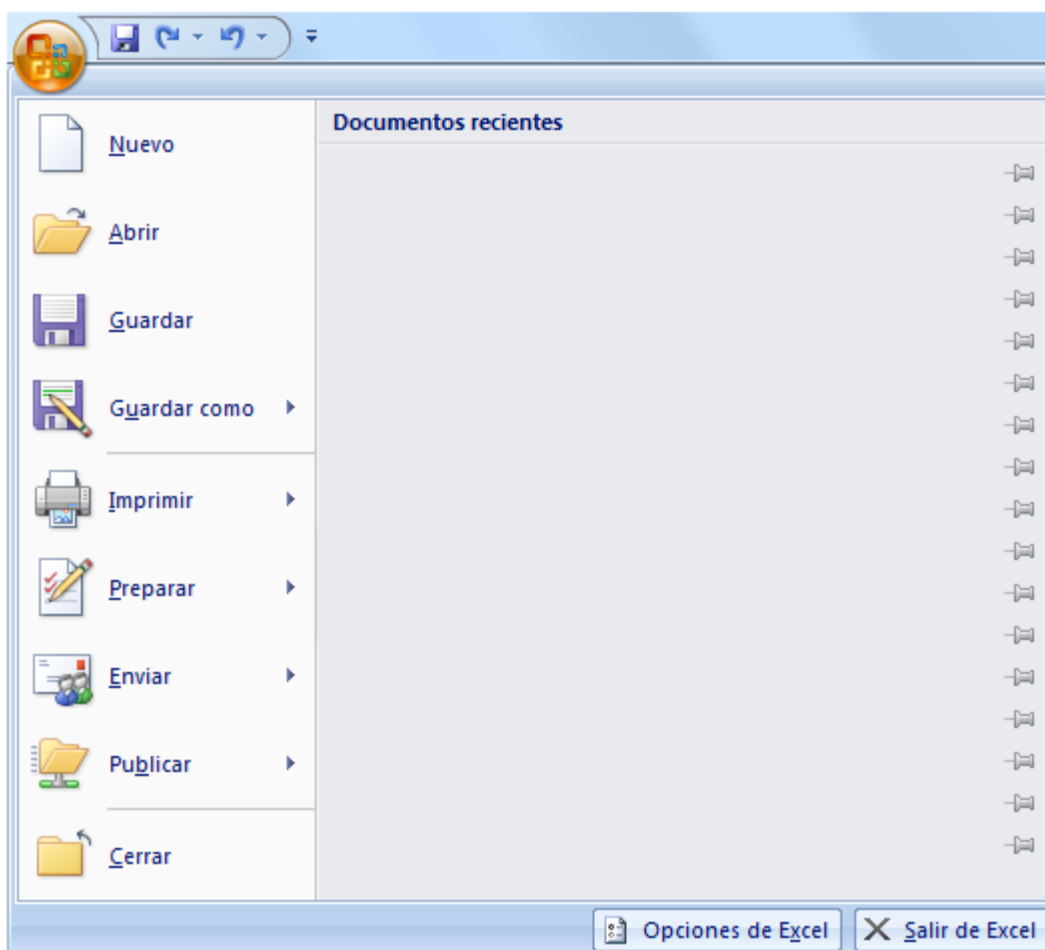 Documentos recientes
Nuevo
Abrir
Guardar
Guardar como
Imprimir
Preparar
Enviar
Publicar
Cerrar
Opciones de Excel
Salir de Excel